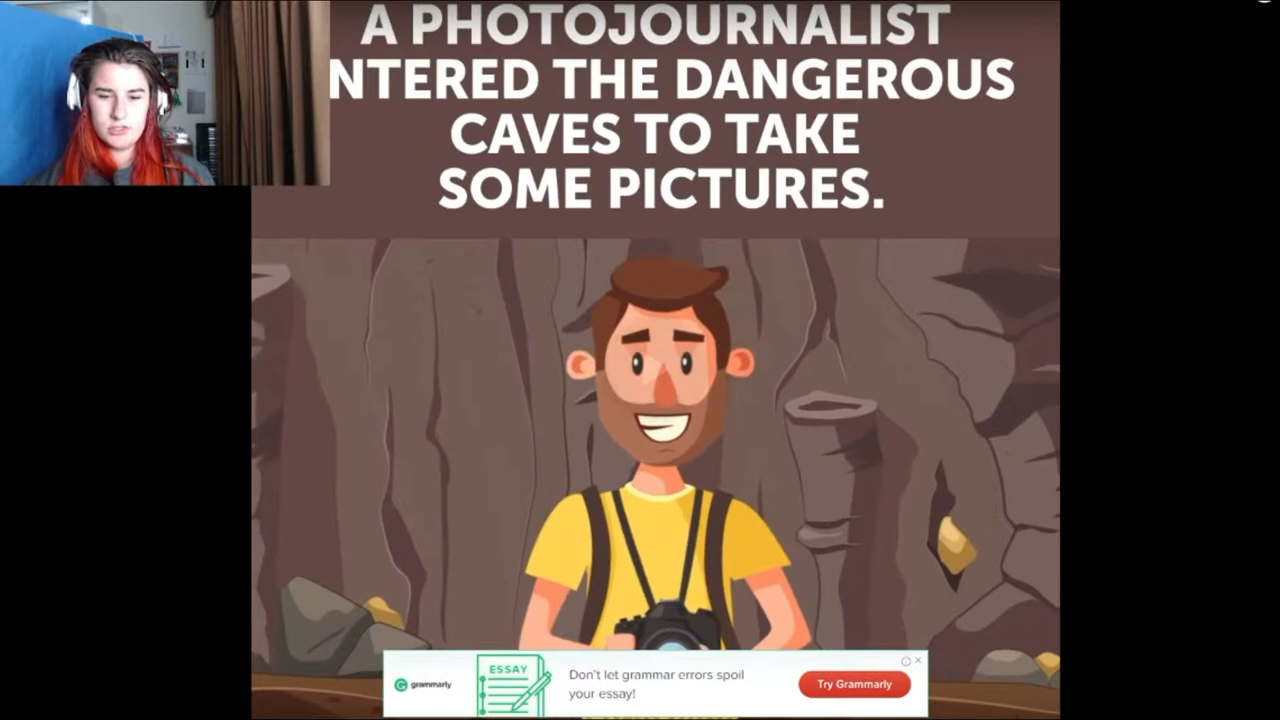 A PHOTOJOURNALIST
NTERED THE DANGEROUS
CAVES TO TAKE
SOME PICTURES.
ESSAY
grammarly
Don't let grammar errors spoil
your essay!
Try Grammarly